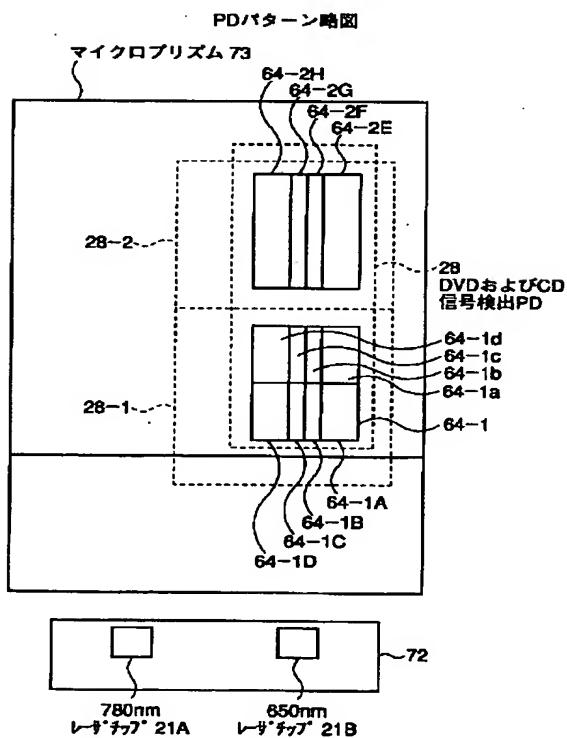 PDパターン略図
マイクロプリズム 73
64-2H
64-2G
64-2F
64-2E
28-2
28
DVDおよびCD
信号検出PD
64-1d
64-1c
64-1b
64-1a
28-1
64-1
64-1A
64-1B
64-1C
64-1D
72
780nm
レーザチップ 21A
650nm
レーザチップ 21B